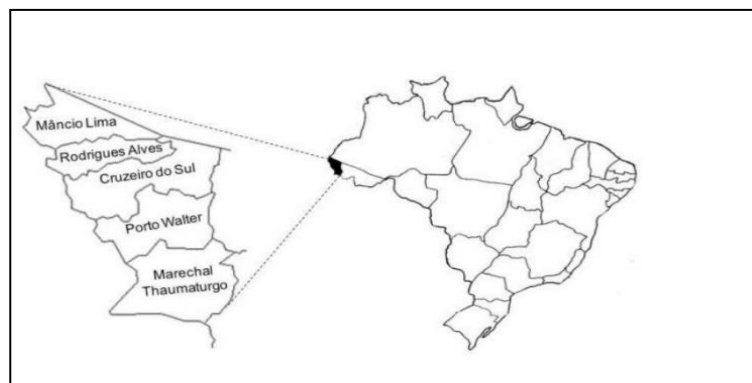 Mâncio Lima
Rodrigues Alves
Cruzeiro do Sul
Porto Walter
Marechal
Thaumaturgo